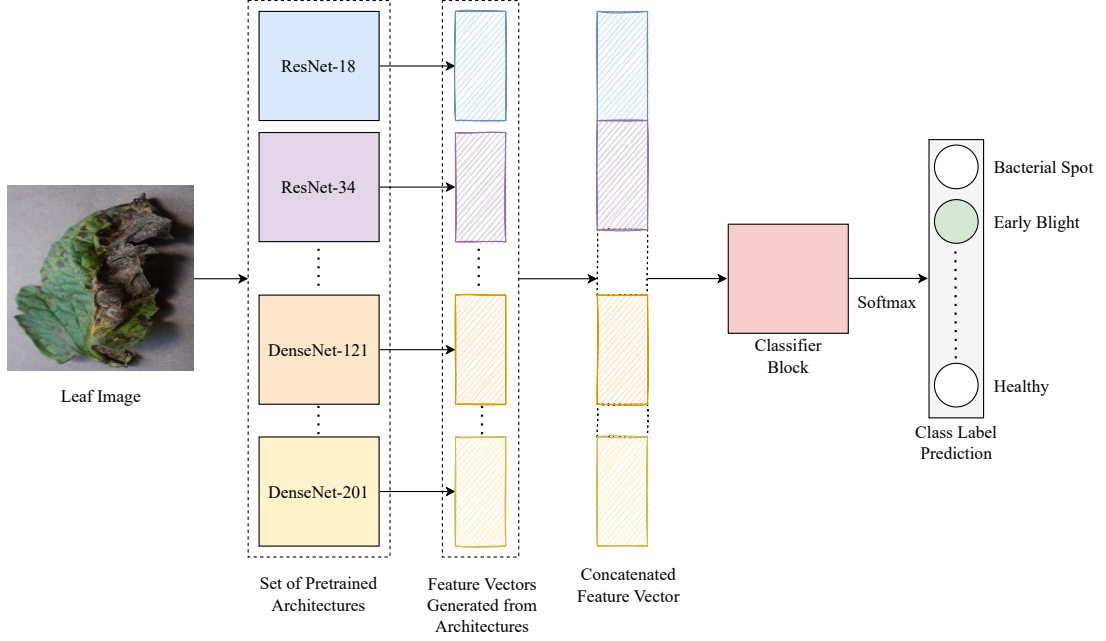 ResNet-18
ResNet-34
DenseNet-121
DenseNet-201
Leaf Image
Set of Pretrained
Architectures
Feature Vectors
Generated from
Architectures
Concatenated
Feature Vector
Classifier
Block
Softmax
Bacterial Spot
Early Blight
Healthy
Class Label
Prediction